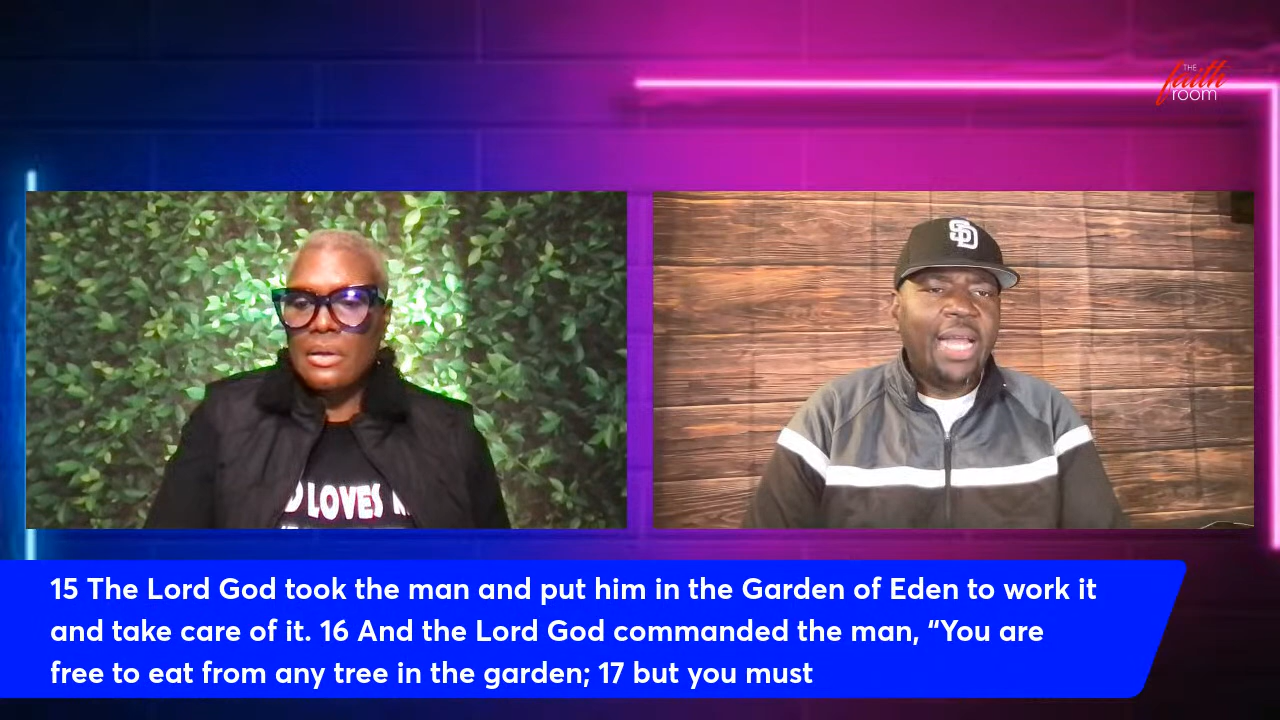 THE
faith
room
SD
LOVES
15 The Lord God took the man and put him in the Garden of Eden to work it
and take care of it. 16 And the Lord God commanded the man, “You are
free to eat from any tree in the garden; 17 but you must